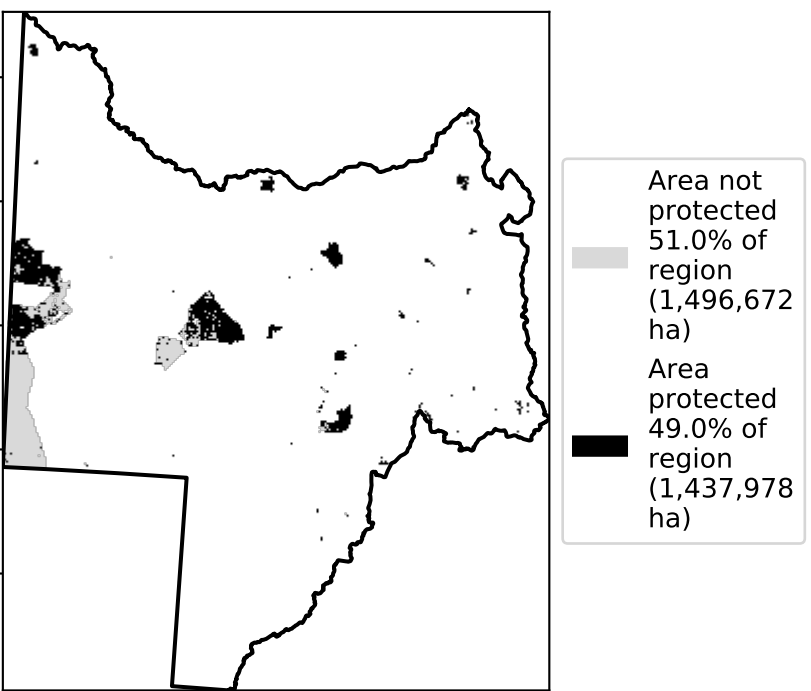 Area not
protected
51.0% of
region
(1,496,672
ha)
Area
protected
49.0% of
region
(1,437,978
ha)